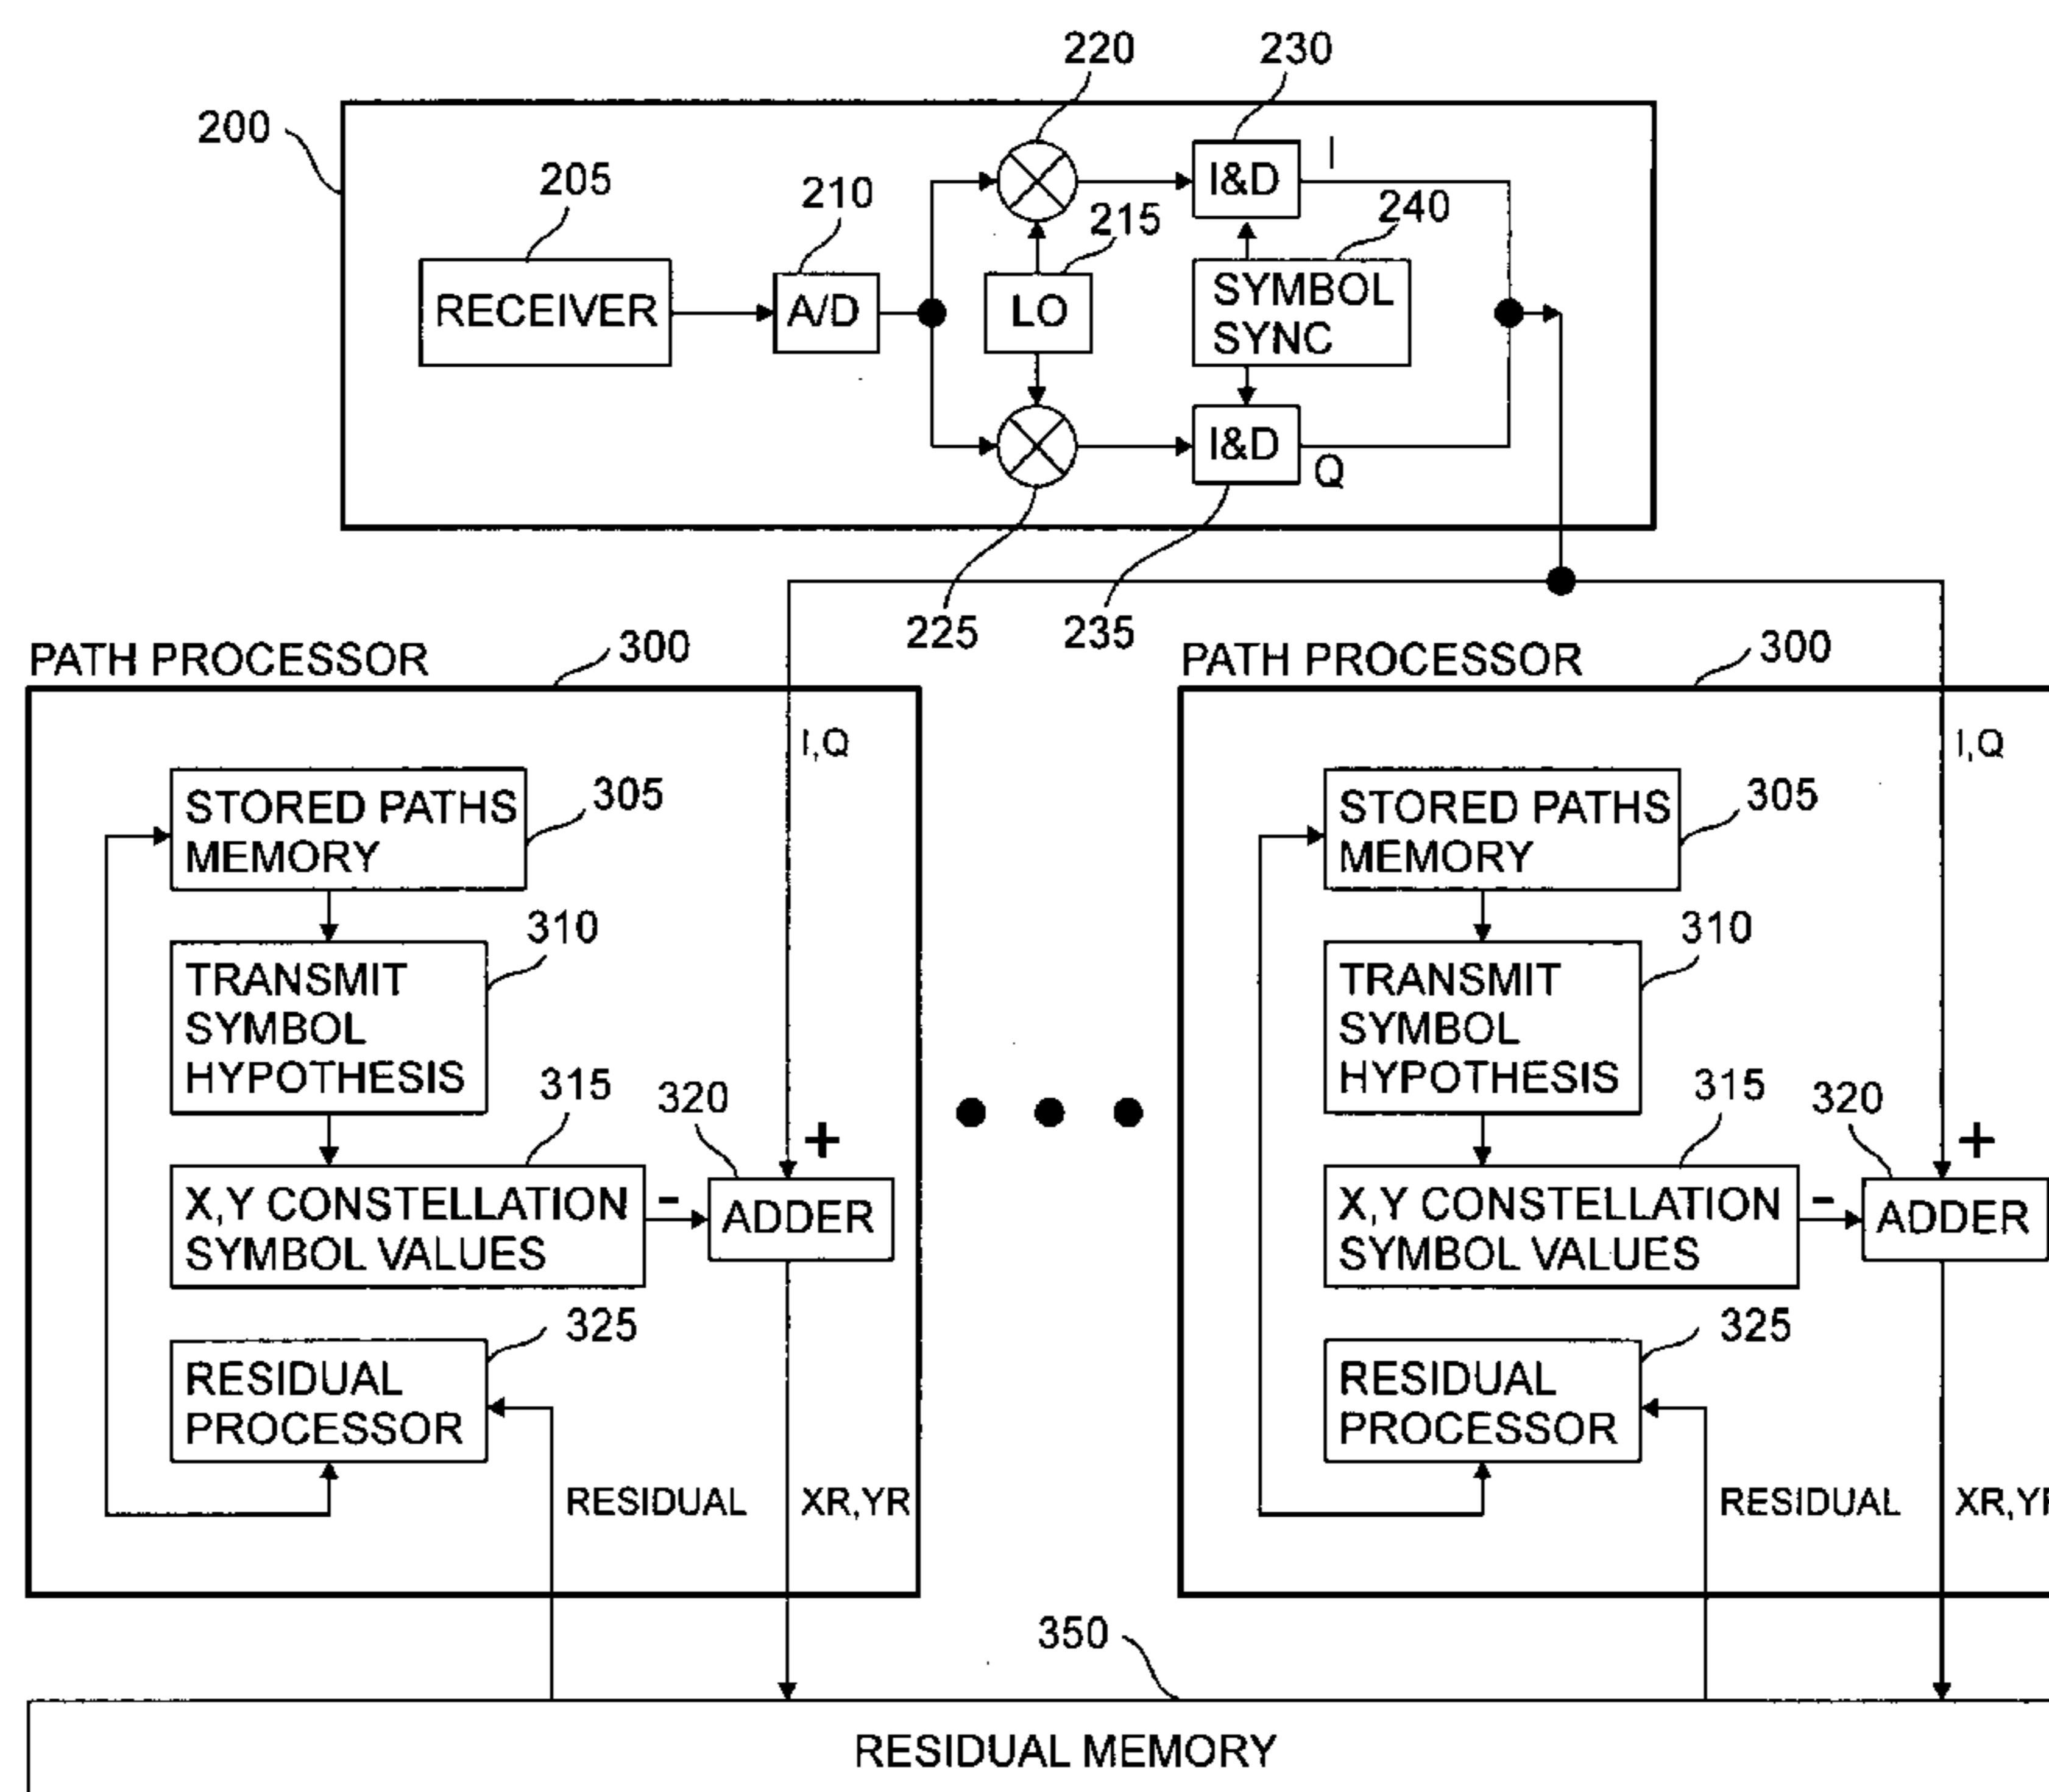 220
230
200
205
210
I&D
I
215
240
RECEIVER
A/D
LO
SYMBOL
SYNC
I&D
Q
225
235
PATH PROCESSOR
300
I,Q
STORED PATHS
MEMORY
305
310
TRANSMIT
SYMBOL
HYPOTHESIS
315
320
+
X,Y CONSTELLATION
SYMBOL VALUES
-
ADDER
325
RESIDUAL
PROCESSOR
RESIDUAL
XR,YR
PATH PROCESSOR
300
I,Q
STORED PATHS
MEMORY
305
310
TRANSMIT
SYMBOL
HYPOTHESIS
315
320
+
X,Y CONSTELLATION
SYMBOL VALUES
-
ADDER
325
RESIDUAL
PROCESSOR
RESIDUAL
350
RESIDUAL MEMORY